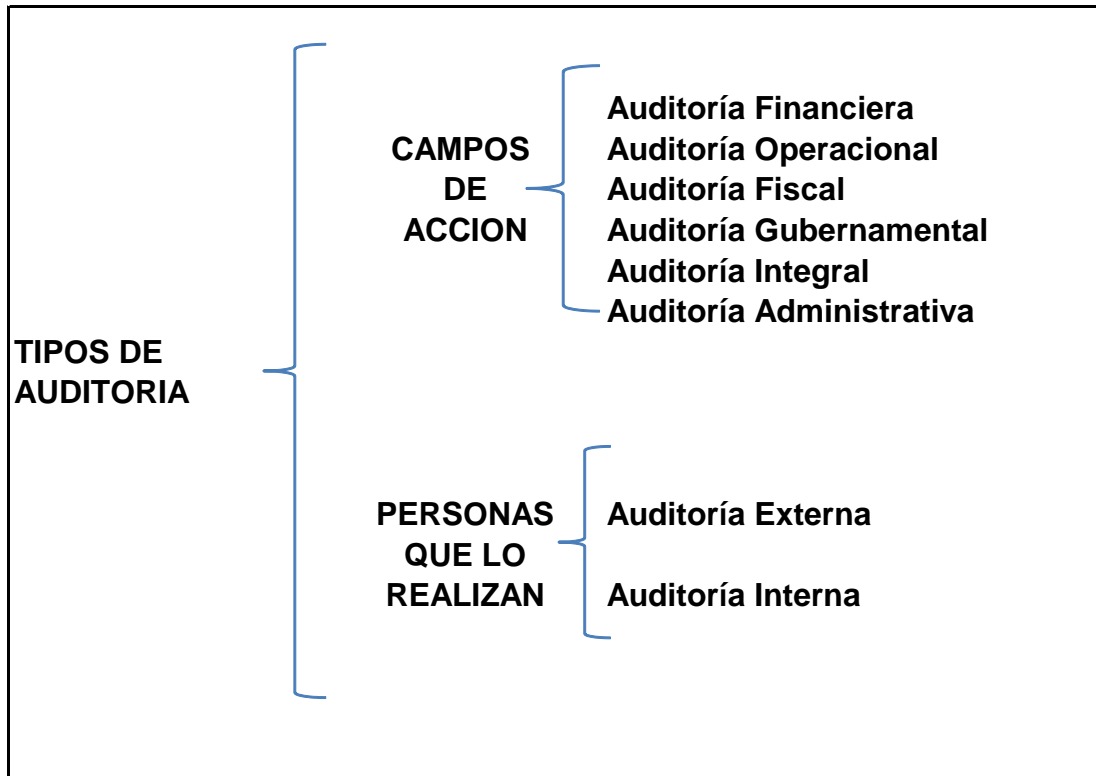 TIPOS DE
AUDITORIA
CAMPOS
DE
ACCION
Auditoría Financiera
Auditoría Operacional
Auditoría Fiscal
Auditoría Gubernamental
Auditoría Integral
Auditoría Administrativa
PERSONAS
QUE LO
REALIZAN
Auditoría Externa
Auditoría Interna